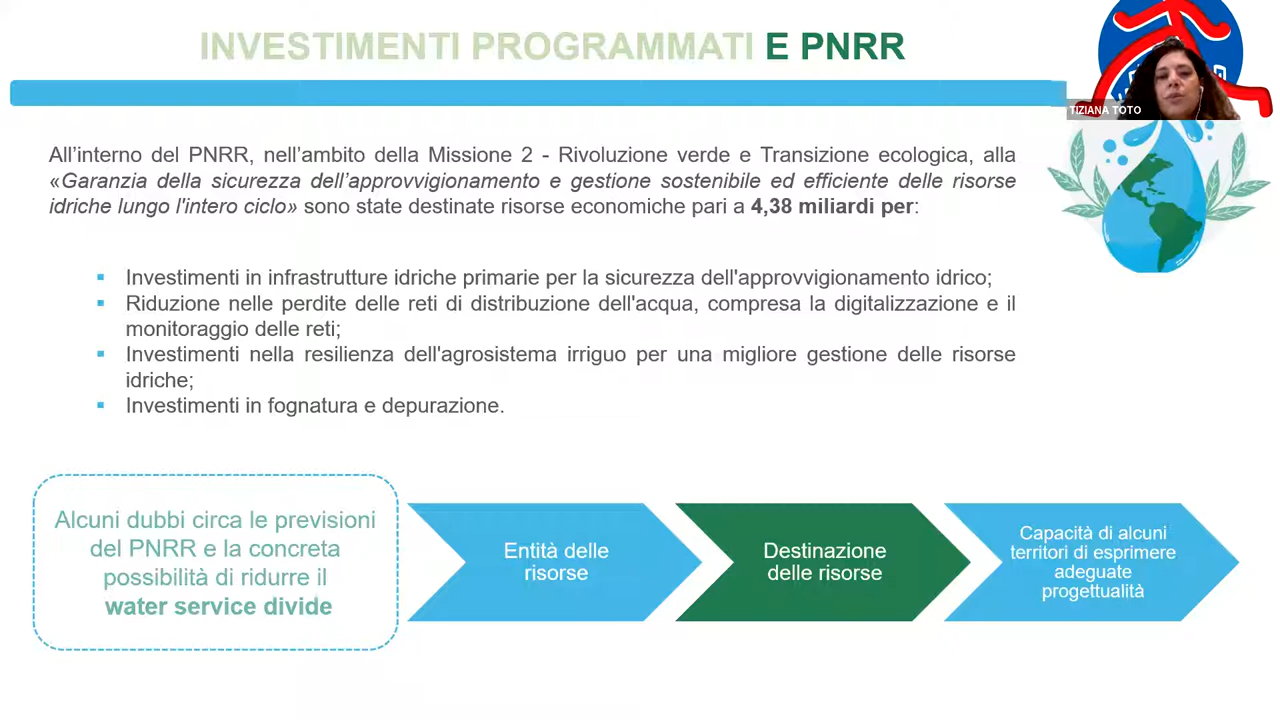 INVESTIMENTI PROGRAMMATI E PNRR
TIZIANA TOTO
All’interno del PNRR, nell’ambito della Missione 2 - Rivoluzione verde e Transizione ecologica, alla
«Garanzia della sicurezza dell’approvvigionamento e gestione sostenibile ed efficiente delle risorse
idriche lungo l'intero ciclo» sono state destinate risorse economiche pari a 4,38 miliardi per:
▪ Investimenti in infrastrutture idriche primarie per la sicurezza dell'approvvigionamento idrico;
▪ Riduzione nelle perdite delle reti di distribuzione dell'acqua, compresa la digitalizzazione e il
monitoraggio delle reti;
▪ Investimenti nella resilienza dell'agrosistema irriguo per una migliore gestione delle risorse
idriche;
▪ Investimenti in fognatura e depurazione.
Alcuni dubbi circa le previsioni
del PNRR e la concreta
possibilità di ridurre il
water service divide
Entità delle
risorse
Destinazione
delle risorse
Capacità di alcuni
territori di esprimere
adeguate
progettualità